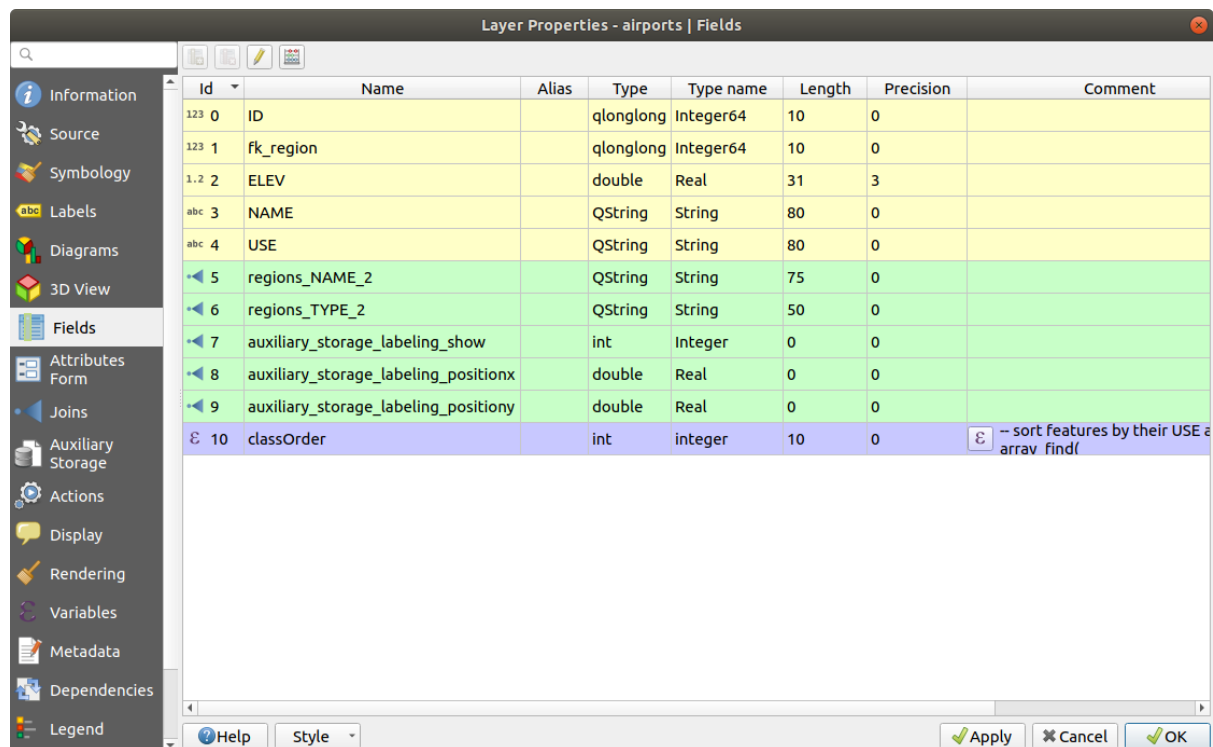 Layer Properties - airports | Fields
Information
Source
Symbology
abc Labels
Diagrams
3D View
Fields
Attributes
Form
Joins
Auxiliary
Storage
Actions
Display
Rendering
Variables
Metadata
Dependencies
Legend
Id Name Alias Type Type name Length Precision Comment
123 0 ID qlonglong Integer64 10 0
123 1 fk_region qlonglong Integer64 10 0
1.2 2 ELEV double Real 31 3
abc 3 NAME QString String 80 0
abc 4 USE QString String 80 0
5 regions_NAME_2 QString String 75 0
6 regions_TYPE_2 QString String 50 0
7 auxiliary_storage_labeling_show int Integer 0 0
8 auxiliary_storage_labeling_positionx double Real 0 0
9 auxiliary_storage_labeling_positiony double Real 0 0
ε 10 classOrder int integer 10 0 ε -- sort features by their USE a
array_find(
Help Style Apply Cancel OK